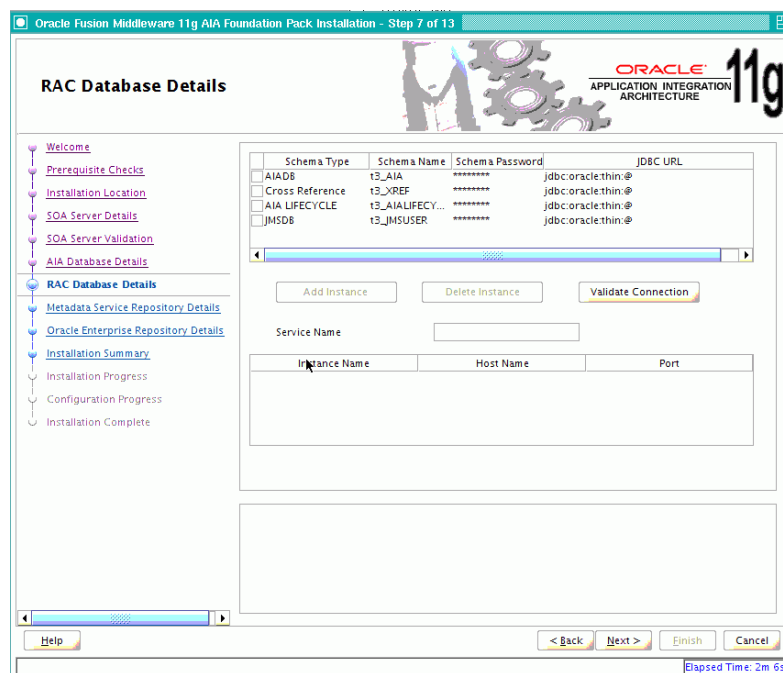 Oracle Fusion Middleware 11g AIA Foundation Pack Installation - Step 7 of 13
RAC Database Details
ORACLE
APPLICATION INTEGRATION
ARCHITECTURE
11g
Welcome
Prerequisite Checks
Installation Location
SOA Server Details
SOA Server Validation
AIA Database Details
RAC Database Details
Metadata Service Repository Details
Oracle Enterprise Repository Details
Installation Summary
Installation Progress
Configuration Progress
Installation Complete
Schema Type Schema Name Schema Password JDBC URL
AIADB t3_AIA ******** jdbc:oracle:thin:@
Cross Reference t3_XREF ******** jdbc:oracle:thin:@
AIA LIFECYCLE t3_AIALIFECY... ******** jdbc:oracle:thin:@
JMSDB t3_JMSUSER ******** jdbc:oracle:thin:@
Add Instance Delete Instance Validate Connection
Service Name
Instance Name Host Name Port
Help < Back Next > Finish Cancel
Elapsed Time: 2m 6s